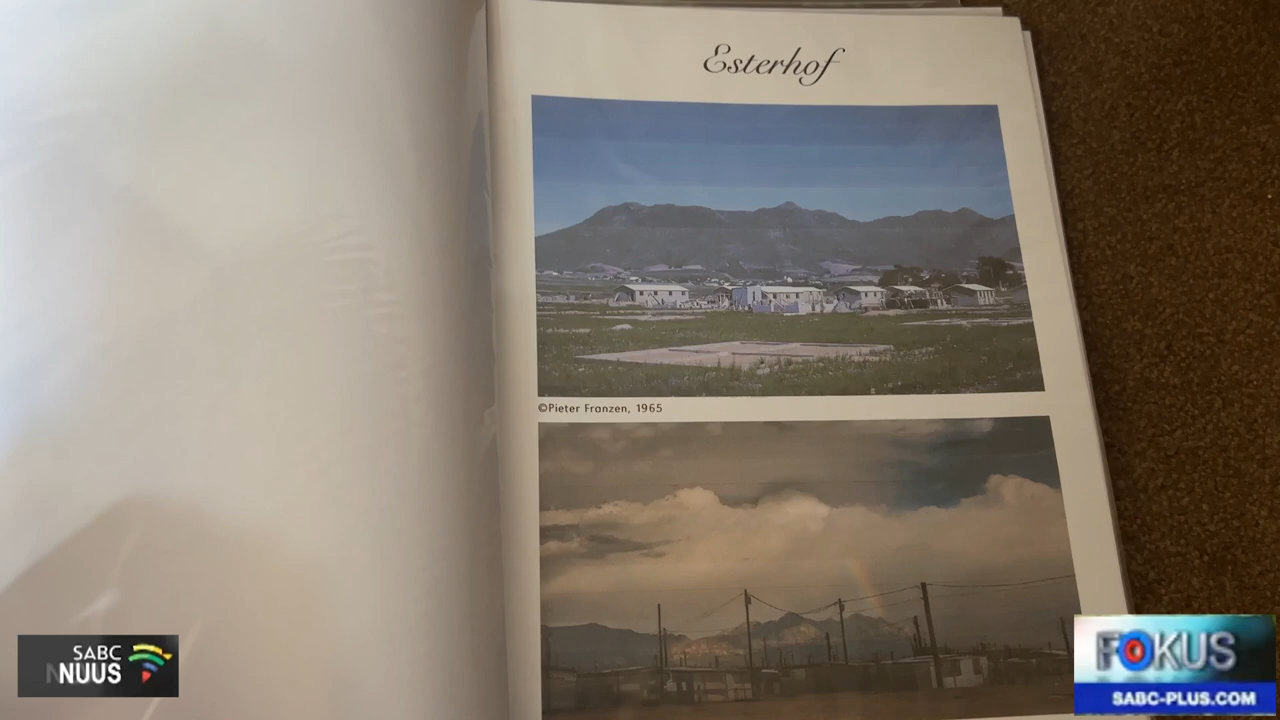 Esterhof
©Pieter Franzen, 1965
SABC
NUUS
FOKUS
SABC-PLUS.COM